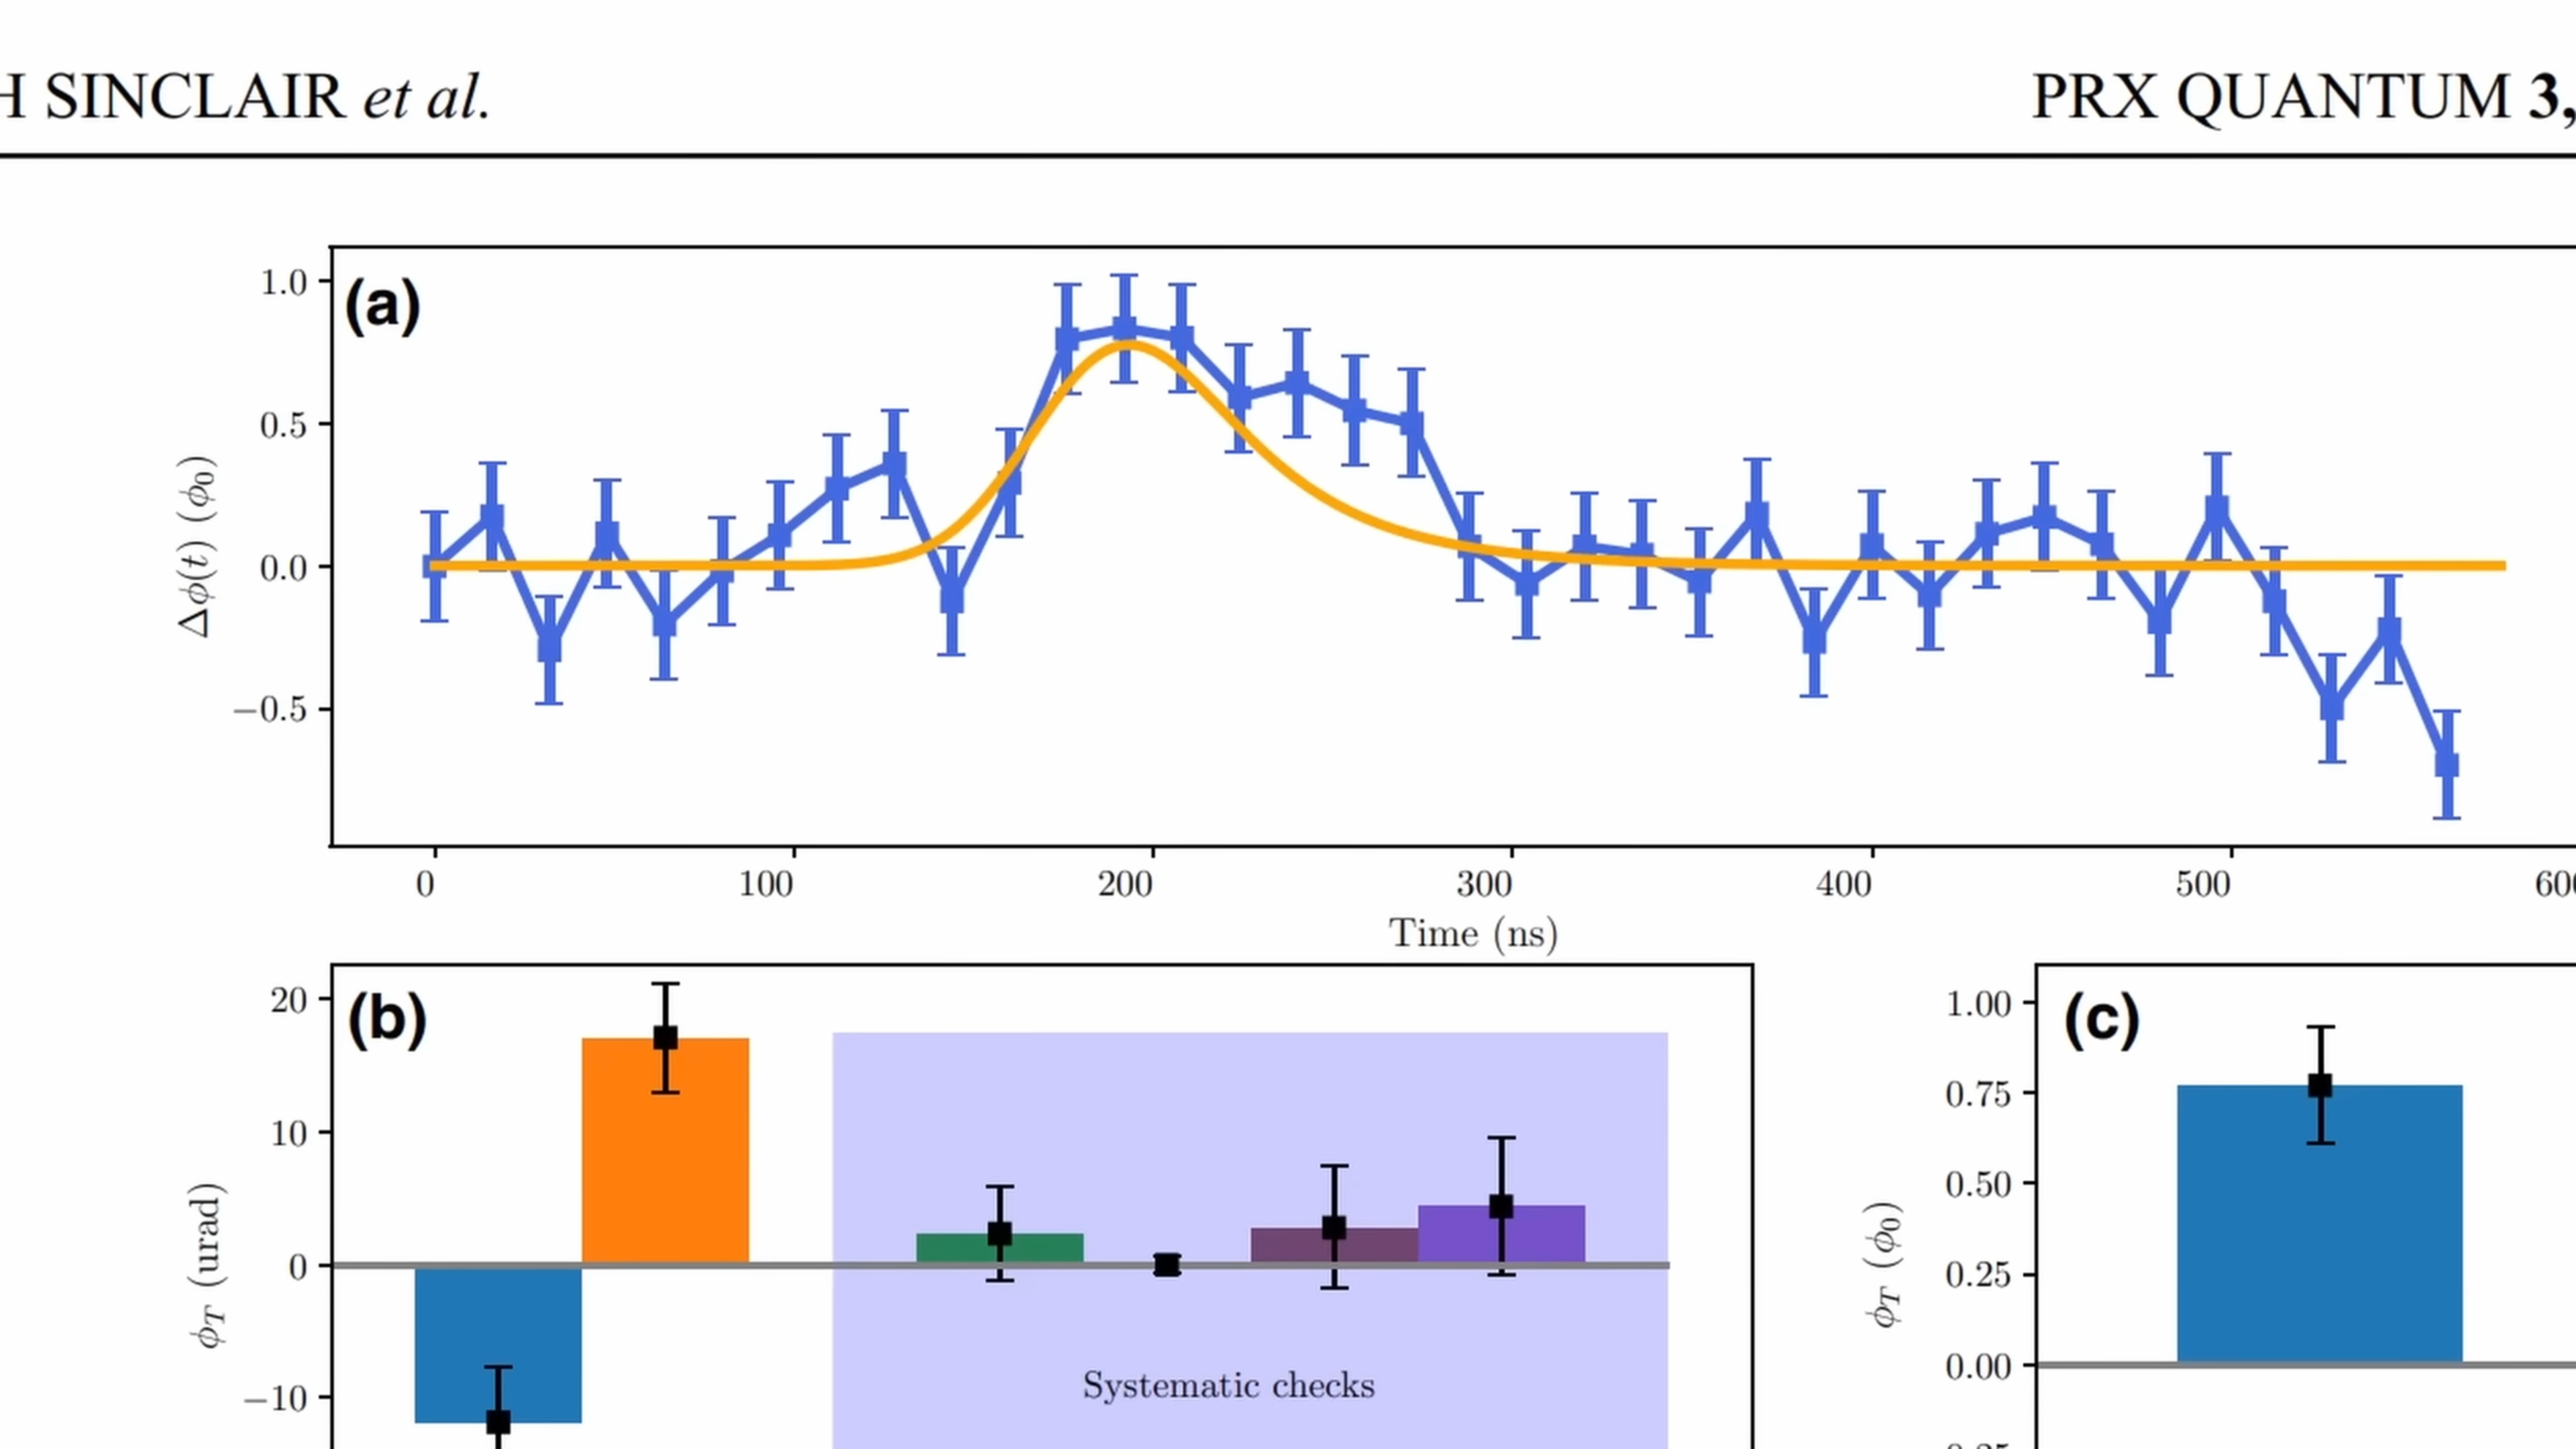 H SINCLAIR et al.
PRX QUANTUM 3,
(a)
1.0
0.5
0.0
−0.5
Δϕ(t) (ϕ0)
0 100 200 300 400 500 600
Time (ns)
(b)
20
10
0
−10
ϕT (urad)
Systematic checks
(c)
1.00
0.75
0.50
0.25
0.00
ϕT (ϕ0)